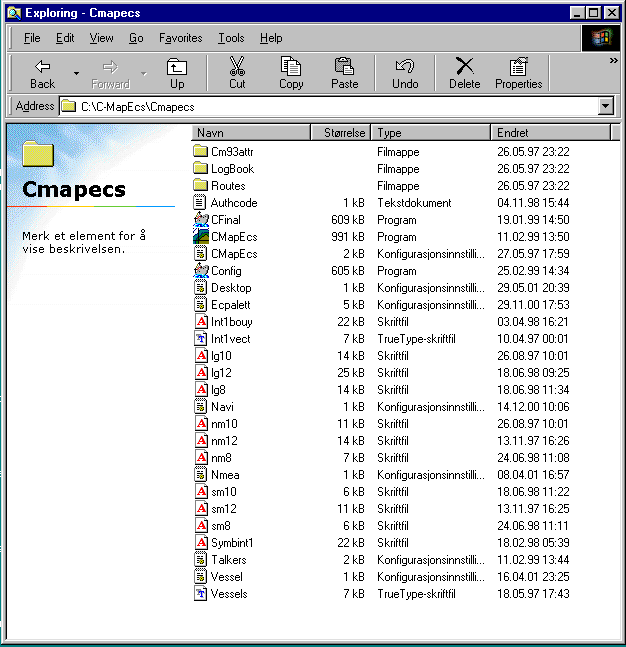 Exploring - Cmapecs
File Edit View Go Favorites Tools Help
Back Forward Up Cut Copy Paste Undo Delete Properties »
Address C:\C-MapEcs\Cmapecs
Cmapecs
Merk et element for å
vise beskrivelsen.
Navn Størrelse Type Endret
Cm93attr Filmappe 26.05.97 23:22
LogBook Filmappe 26.05.97 23:22
Routes Filmappe 26.05.97 23:22
Authcode 1 kB Tekstdokument 04.11.98 15:44
CFinal 609 kB Program 19.01.99 14:50
CMapEcs 991 kB Program 11.02.99 13:50
CMapEcs 2 kB Konfigurasjonsinnstilli... 27.05.97 17:59
Config 605 kB Program 25.02.99 14:34
Desktop 1 kB Konfigurasjonsinnstilli... 29.05.01 20:39
Ecpalett 5 kB Konfigurasjonsinnstilli... 29.11.00 17:53
Int1bouy 22 kB Skriftfil 03.04.98 16:21
Int1vect 7 kB TrueType-skriftfil 10.04.97 00:01
lg10 14 kB Skriftfil 26.08.97 10:01
lg12 25 kB Skriftfil 18.06.98 09:25
lg8 14 kB Skriftfil 18.06.98 11:34
Navi 1 kB Konfigurasjonsinnstilli... 14.12.00 10:06
nm10 11 kB Skriftfil 26.08.97 10:01
nm12 14 kB Skriftfil 13.11.97 16:26
nm8 7 kB Skriftfil 24.06.98 11:08
Nmea 1 kB Konfigurasjonsinnstilli... 08.04.01 16:57
sm10 6 kB Skriftfil 18.06.98 11:22
sm12 11 kB Skriftfil 13.11.97 16:25
sm8 6 kB Skriftfil 24.06.98 11:11
Symbint1 22 kB Skriftfil 18.02.98 05:39
Talkers 2 kB Konfigurasjonsinnstilli... 11.02.99 13:44
Vessel 1 kB Konfigurasjonsinnstilli... 16.04.01 23:25
Vessels 7 kB TrueType-skriftfil 18.05.97 17:43